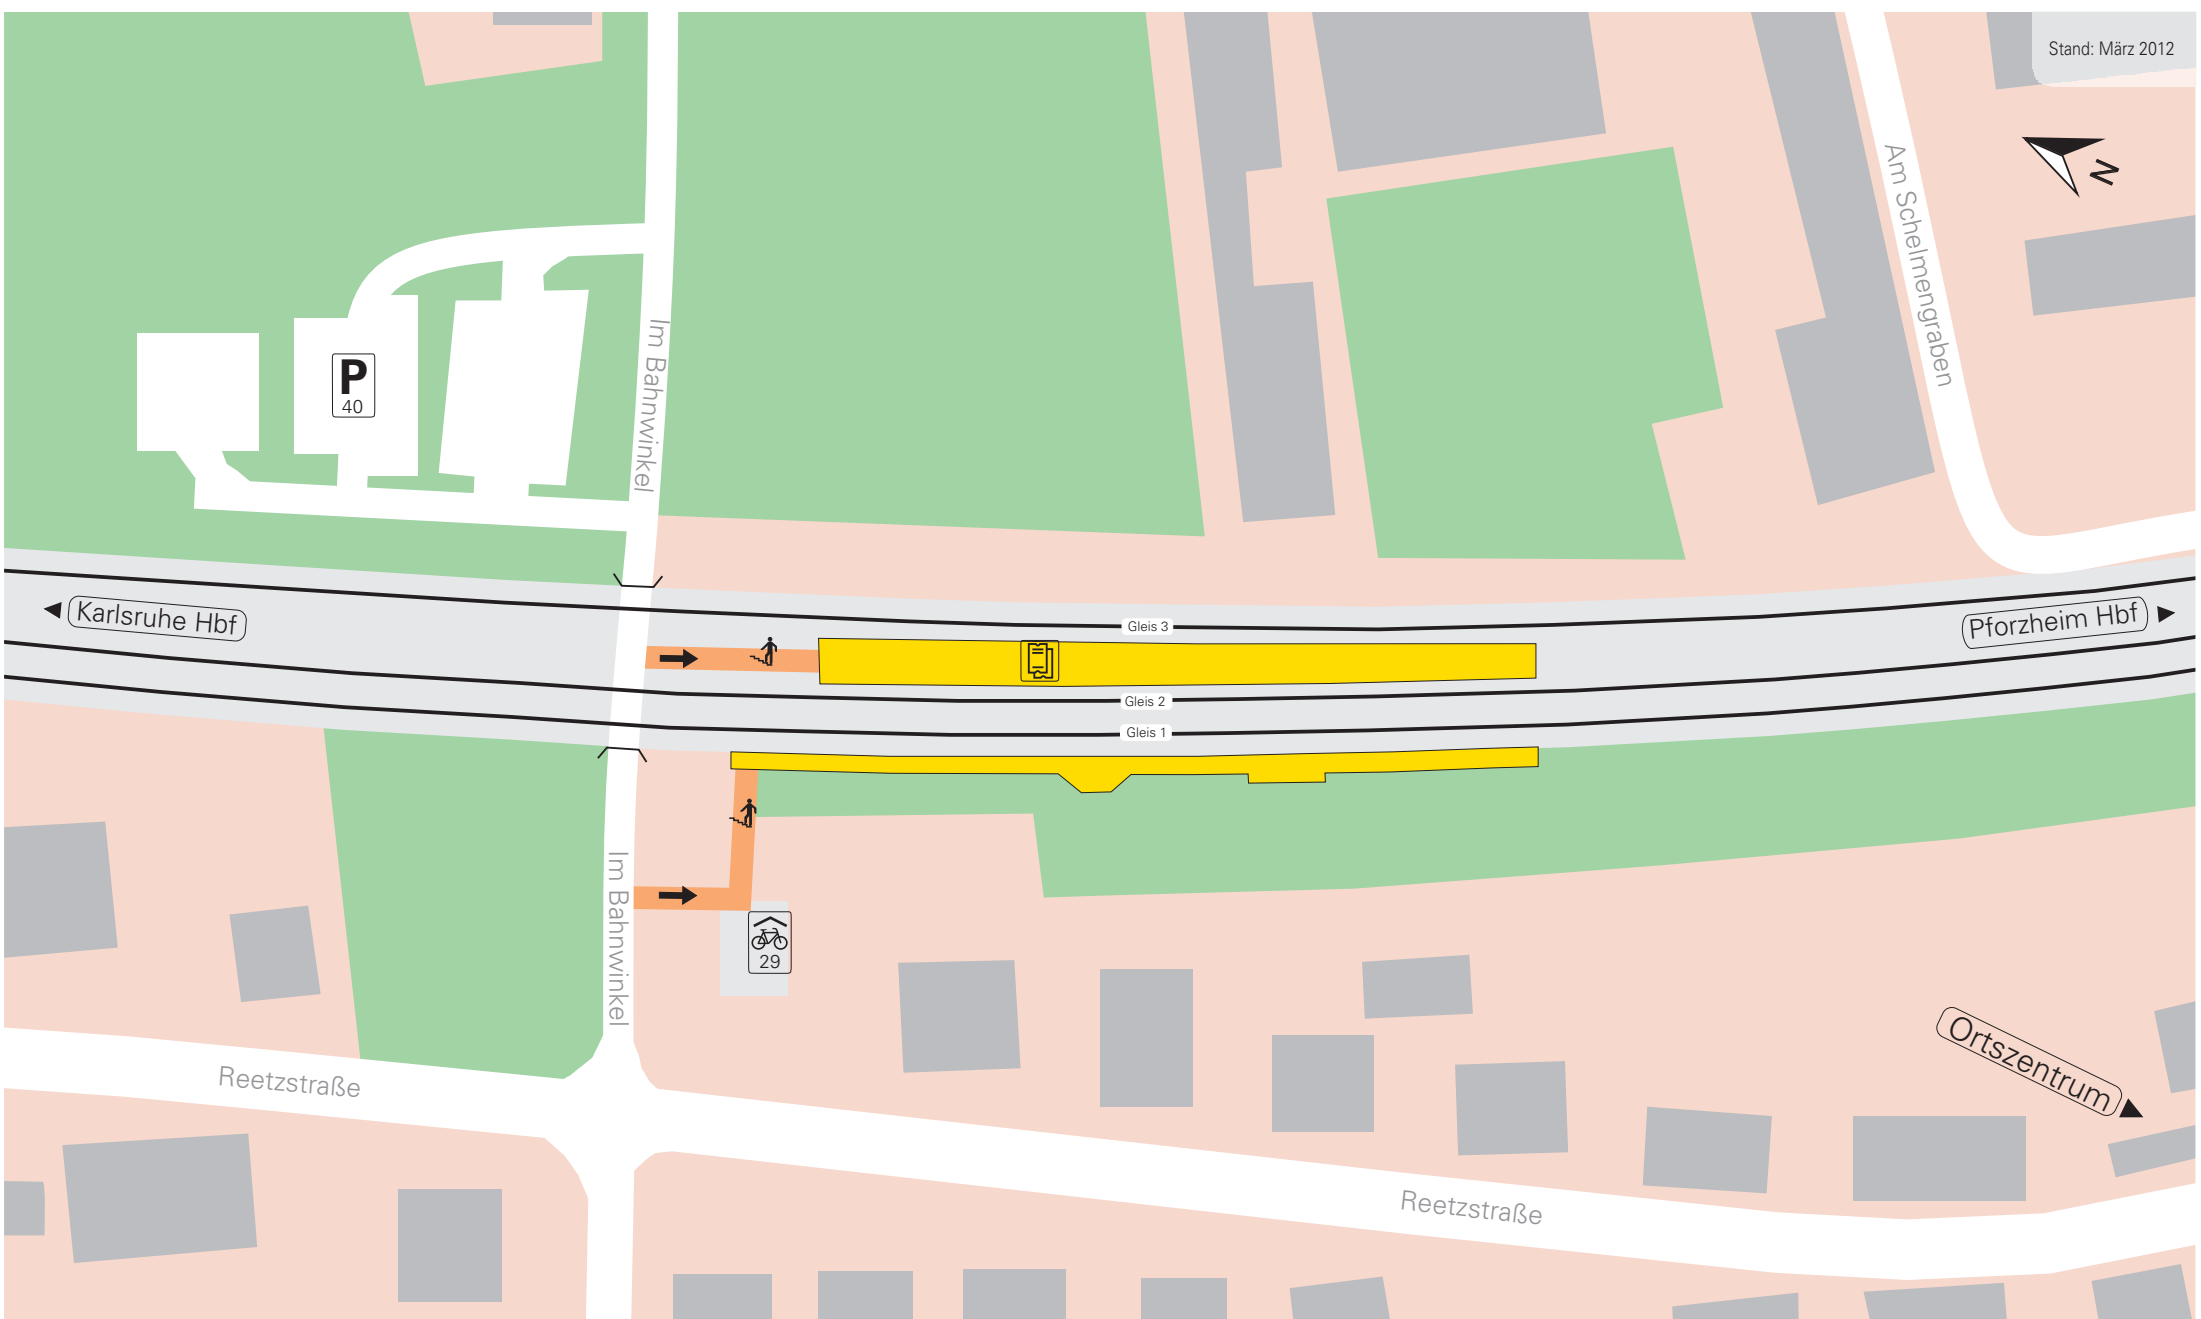 Stand: März 2012
N
Am Schelmengraben
Im Bahnwinkel
P
40
Karlsruhe Hbf
Pforzheim Hbf
Gleis 3
Gleis 2
Gleis 1
Im Bahnwinkel
29
Ortszentrum
Reetzstraße
Reetzstraße